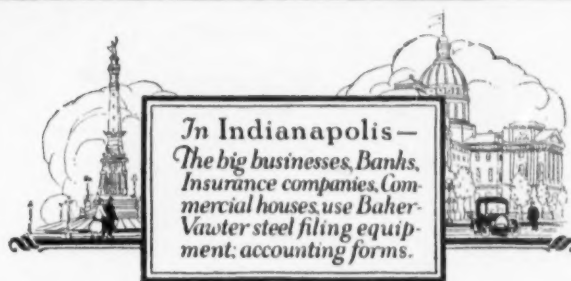 In Indianapolis—
The big businesses, Banks,
Insurance companies, Com-
mercial houses, use Baker-
Vawter steel filing equip-
ment; accounting forms.